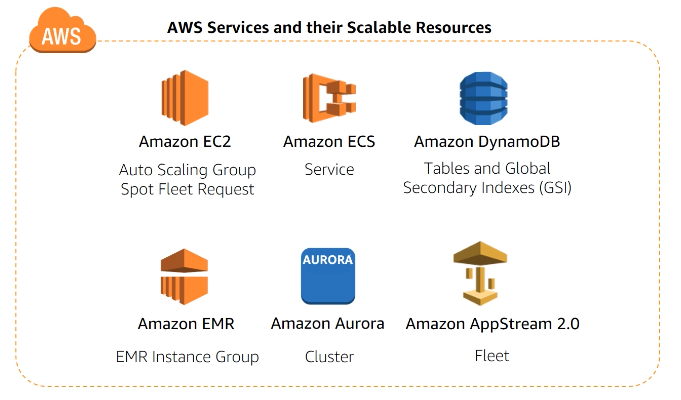 AWS
AWS Services and their Scalable Resources
Amazon EC2
Auto Scaling Group
Spot Fleet Request
Amazon ECS
Service
Amazon DynamoDB
Tables and Global
Secondary Indexes (GSI)
Amazon EMR
EMR Instance Group
AURORA
Amazon Aurora
Cluster
Amazon AppStream 2.0
Fleet